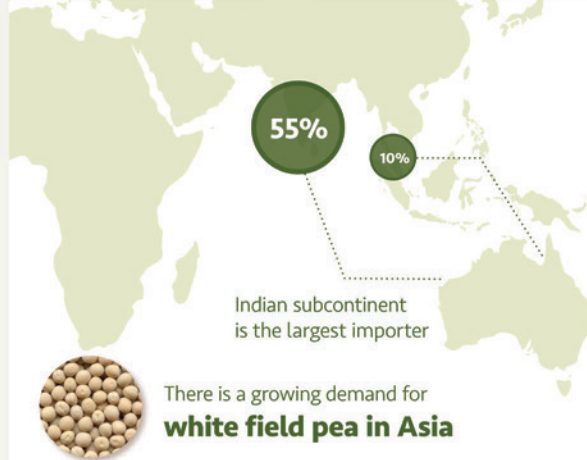 55%
10%
Indian subcontinent
is the largest importer
There is a growing demand for
white field pea in Asia